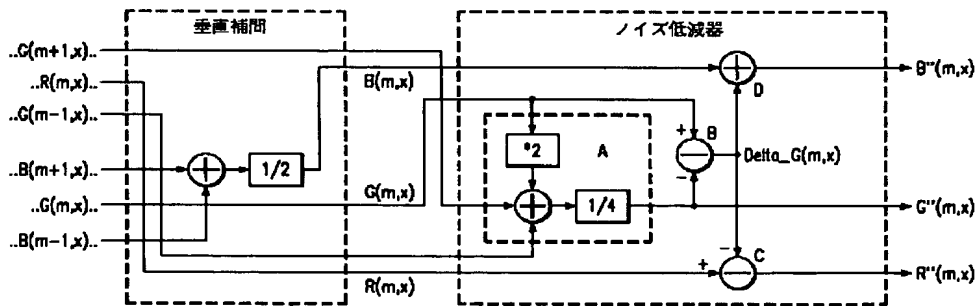 垂直補間
ノイズ低減器
..G(m+1,x)..
..R(m,x)..
..G(m-1,x)..
..B(m+1,x)..
..G(m,x)..
..B(m-1,x)..
1/2
B(m,x)
G(m,x)
R(m,x)
*2
A
1/4
+
B
-
Delta_G(m,x)
D
-
+
C
B''(m,x)
G''(m,x)
R''(m,x)